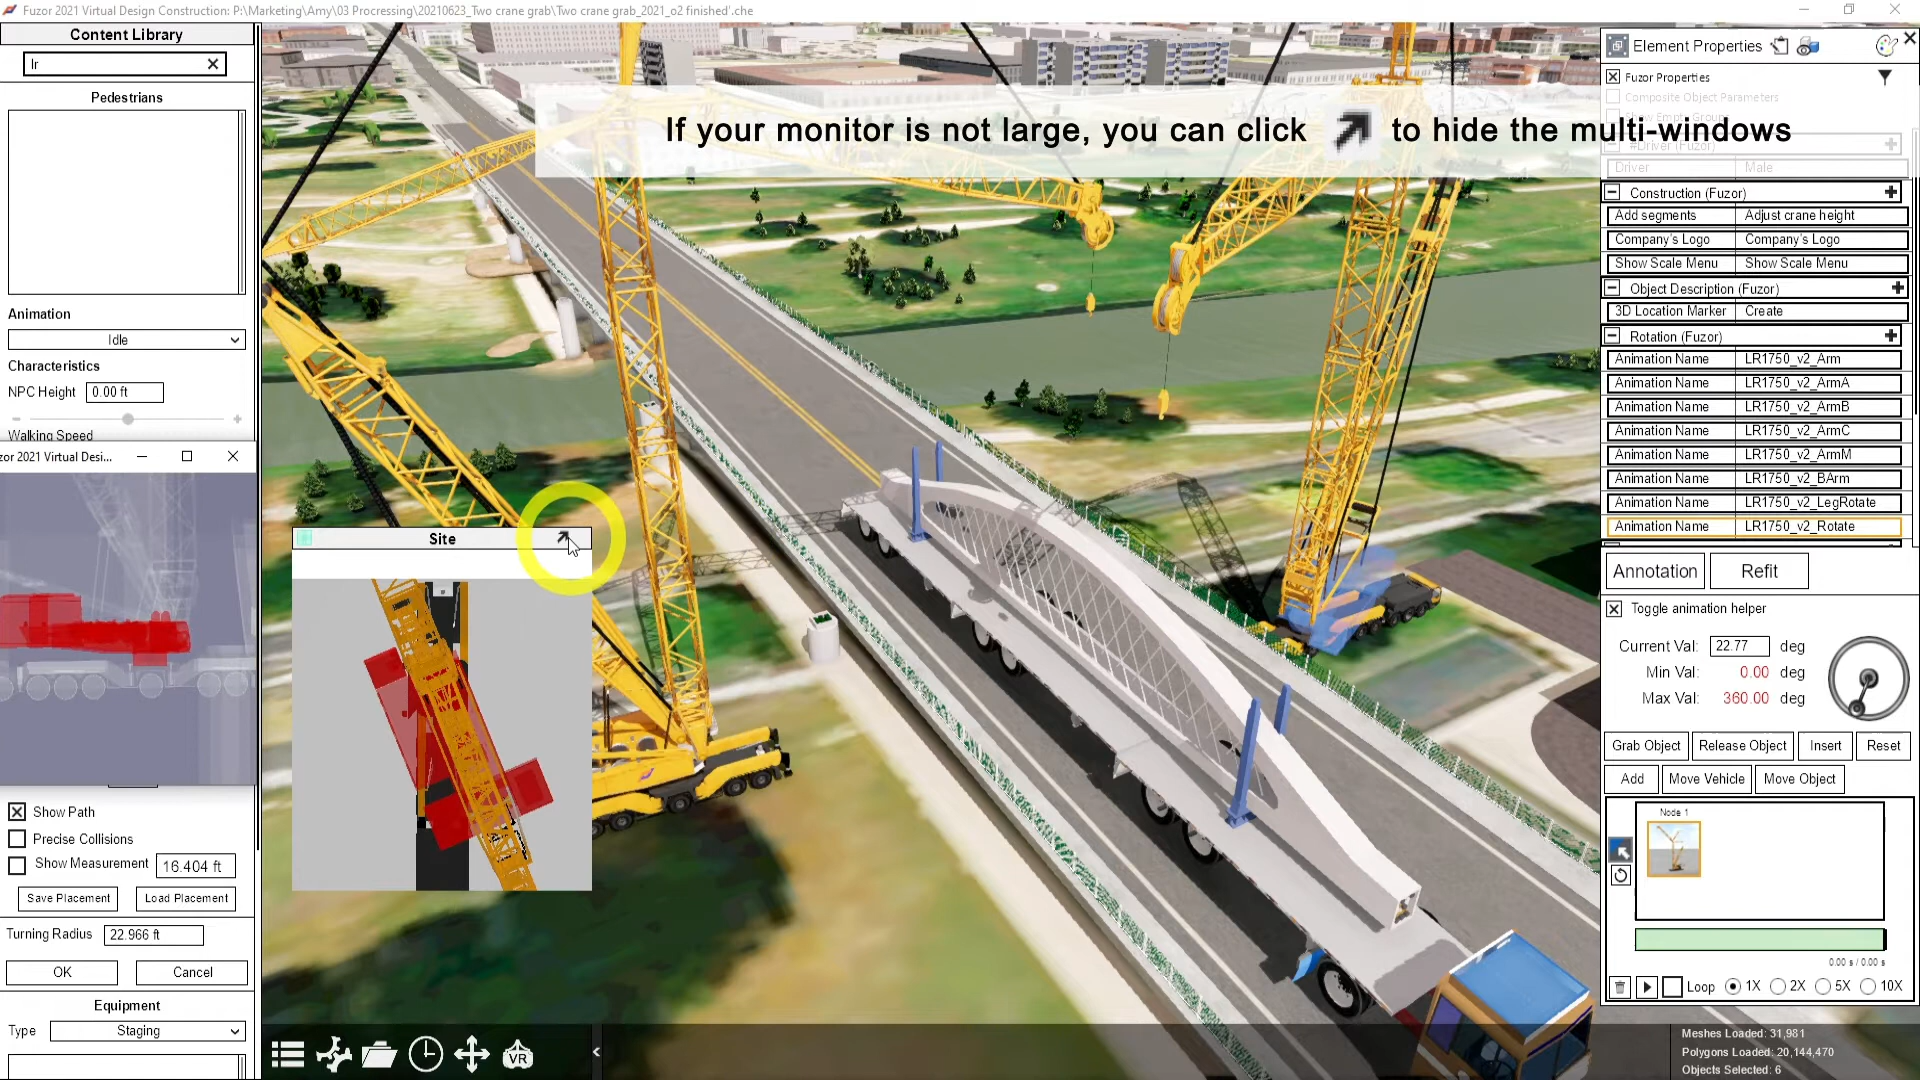 Fuzor 2021 Virtual Design Construction: P:\Marketing\Amy\03 Procressing\20210623_Two crane grab\Two crane grab_2021_o2 finished'.che
Content Library
lr
Pedestrians
Animation
Idle
Characteristics
NPC Height 0.00 ft
Walking Speed
zor 2021 Virtual Desi...
Show Path
Precise Collisions
Show Measurement 16.404 ft
Save Placement Load Placement
Turning Radius 22.966 ft
OK Cancel
Equipment
Type Staging
If your monitor is not large, you can click to hide the multi-windows
Site
VR
Element Properties
Fuzor Properties
Composite Object Parameters
Show Empty Groups
#Driver (Fuzor)
Driver Male
Construction (Fuzor)
Add segments Adjust crane height
Company's Logo Company's Logo
Show Scale Menu Show Scale Menu
Object Description (Fuzor)
3D Location Marker Create
Rotation (Fuzor)
Animation Name LR1750_v2_Arm
Animation Name LR1750_v2_ArmA
Animation Name LR1750_v2_ArmB
Animation Name LR1750_v2_ArmC
Animation Name LR1750_v2_ArmM
Animation Name LR1750_v2_BArm
Animation Name LR1750_v2_LegRotate
Animation Name LR1750_v2_Rotate
Annotation Refit
Toggle animation helper
Current Val: 22.77 deg
Min Val: 0.00 deg
Max Val: 360.00 deg
Grab Object Release Object Insert Reset
Add Move Vehicle Move Object
Node 1
0.00 s / 0.00 s
Loop 1X 2X 5X 10X
Meshes Loaded: 31,981
Polygons Loaded: 20,144,470
Objects Selected: 6